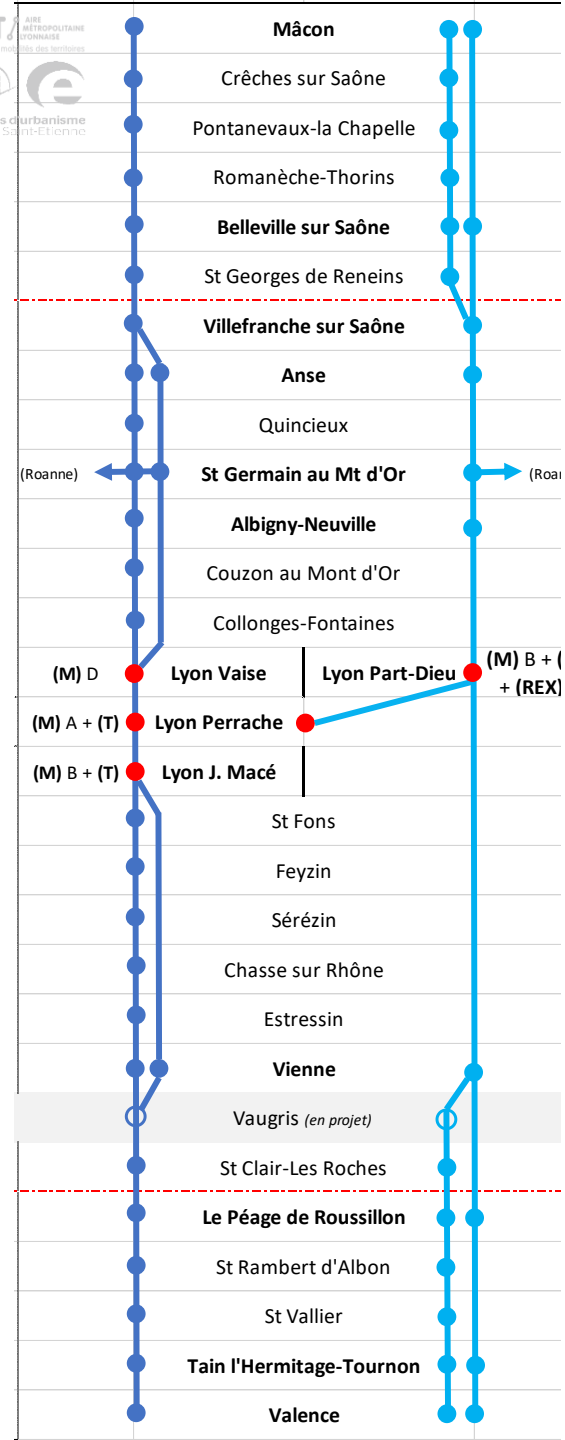 AIRE
MÉTROPOLITAINE
LYONNAISE
mobilités des territoires
s d'urbanisme
Saint-Etienne
Mâcon
Crêches sur Saône
Pontanevaux-la Chapelle
Romanèche-Thorins
Belleville sur Saône
St Georges de Reneins
Villefranche sur Saône
Anse
Quincieux
(Roanne) St Germain au Mt d'Or (Roan
Albigny-Neuville
Couzon au Mont d'Or
Collonges-Fontaines
(M) D Lyon Vaise Lyon Part-Dieu (M) B + (
+ (REX)
(M) A + (T) Lyon Perrache
(M) B + (T) Lyon J. Macé
St Fons
Feyzin
Sérézin
Chasse sur Rhône
Estressin
Vienne
Vaugris (en projet)
St Clair-Les Roches
Le Péage de Roussillon
St Rambert d'Albon
St Vallier
Tain l'Hermitage-Tournon
Valence